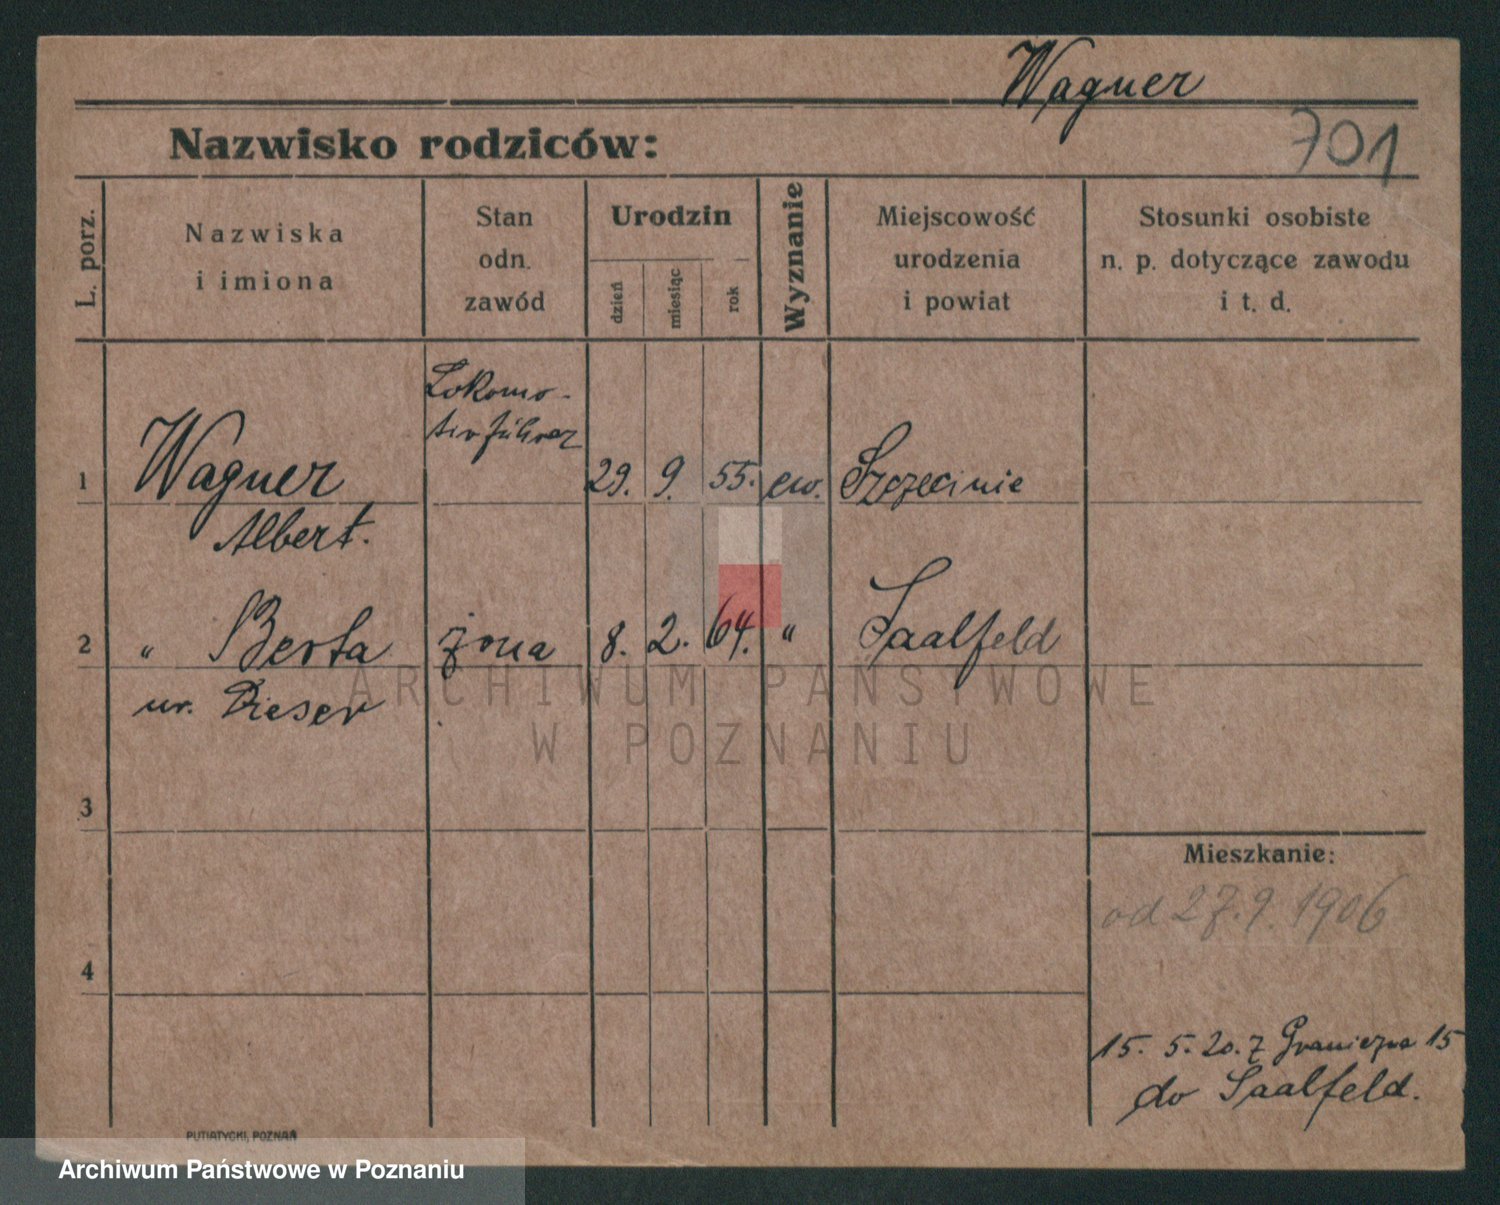 Wagner
701
Nazwisko rodziców:
L. porz.
Nazwiska
i imiona
Stan
odn.
zawód
Urodzin
dzień
miesiąc
rok
Wyznanie
Miejscowość
urodzenia
i powiat
Stosunki osobiste
n. p. dotyczące zawodu
i t. d.
Lokomo-
tivführer
1 Wagner 29. 9. 55. ew. Szczecinie
Albert.
2 " Berta żona 8. 2. 64. " Saalfeld
ur. Dieser
3
Mieszkanie:
od 27.9.1906
4
15. 5. 20. z Graniczna 15
do Saalfeld.
PUTIATYCKI, POZNAŃ
ARCHIWUM PAŃSTWOWE
W POZNANIU
Archiwum Państwowe w Poznaniu